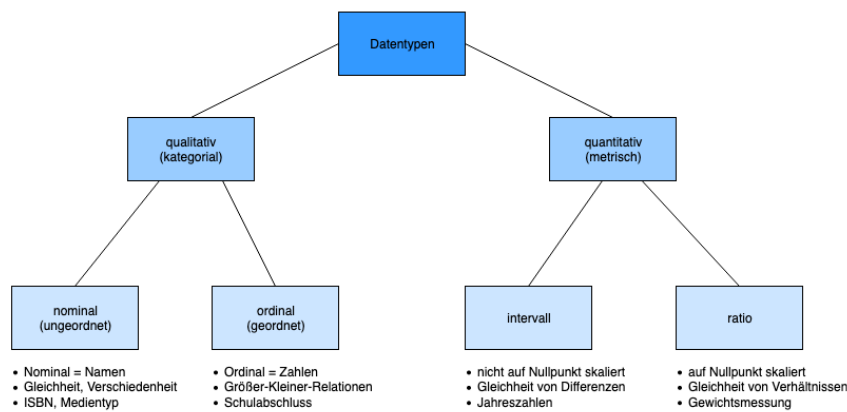 Datentypen
qualitativ
(kategorial)
quantitativ
(metrisch)
nominal
(ungeordnet)
ordinal
(geordnet)
intervall
ratio
• Nominal = Namen
• Gleichheit, Verschiedenheit
• ISBN, Medientyp
• Ordinal = Zahlen
• Größer-Kleiner-Relationen
• Schulabschluss
• nicht auf Nullpunkt skaliert
• Gleichheit von Differenzen
• Jahreszahlen
• auf Nullpunkt skaliert
• Gleichheit von Verhältnissen
• Gewichtsmessung